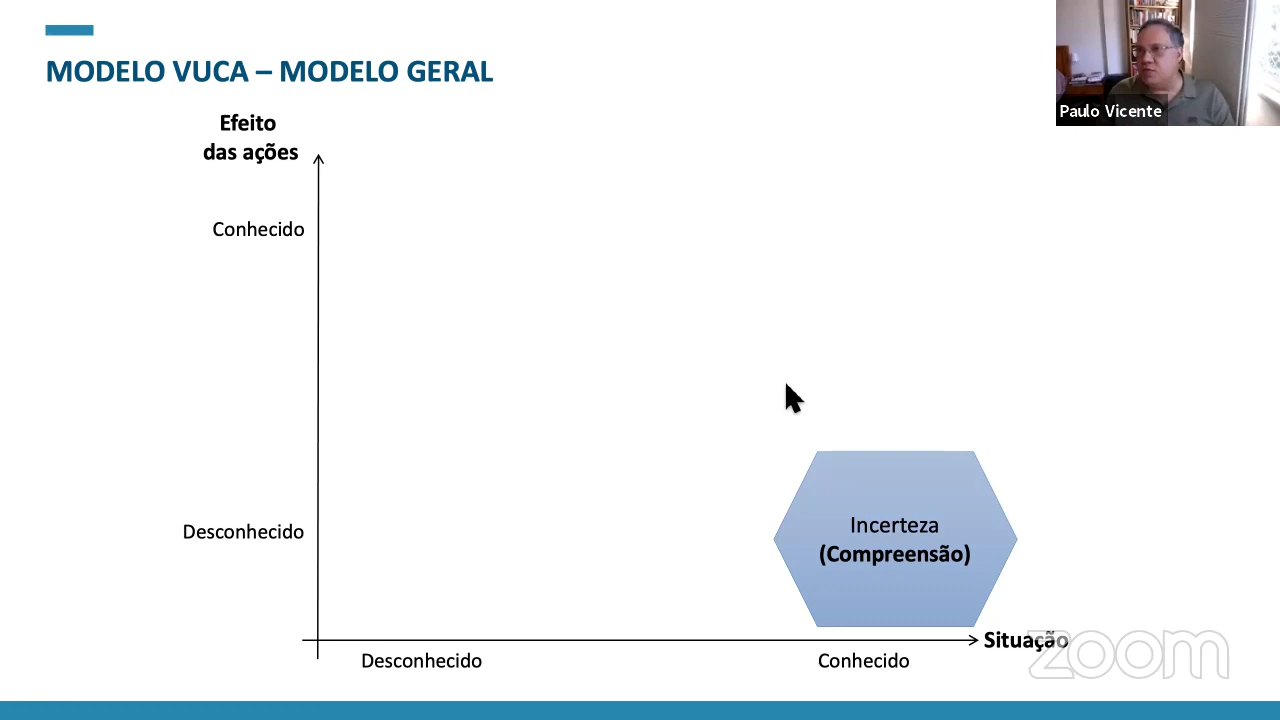 MODELO VUCA – MODELO GERAL
Paulo Vicente
Efeito
das ações
Conhecido
Desconhecido
Incerteza
(Compreensão)
Situação
zoom
Desconhecido
Conhecido